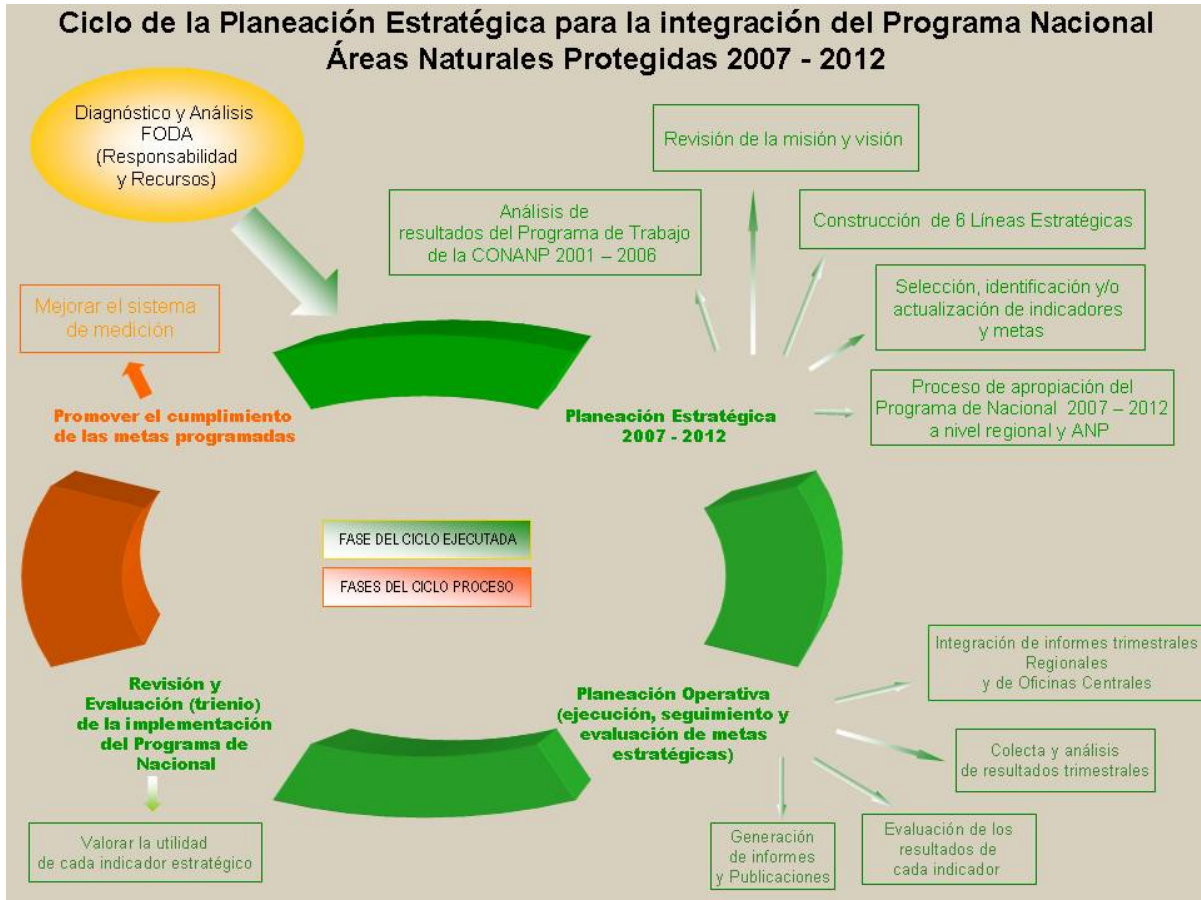 Ciclo de la Planeación Estratégica para la integración del Programa Nacional
Áreas Naturales Protegidas 2007 - 2012
Diagnóstico y Análisis
FODA
(Responsabilidad
y Recursos)
Revisión de la misión y visión
Análisis de
resultados del Programa de Trabajo
de la CONANP 2001 – 2006
Construcción de 6 Líneas Estratégicas
Selección, identificación y/o
actualización de indicadores
y metas
Proceso de apropiación del
Programa de Nacional 2007 – 2012
a nivel regional y ANP
Mejorar el sistema
de medición
Promover el cumplimiento
de las metas programadas
Planeación Estratégica
2007 - 2012
FASE DEL CICLO EJECUTADA
FASES DEL CICLO PROCESO
Revisión y
Evaluación (trienio)
de la implementación
del Programa de
Nacional
Planeación Operativa
(ejecución, seguimiento y
evaluación de metas
estratégicas)
Integración de informes trimestrales
Regionales
y de Oficinas Centrales
Colecta y análisis
de resultados trimestrales
Valorar la utilidad
de cada indicador estratégico
Generación
de informes
y Publicaciones
Evaluación de los
resultados de
cada indicador